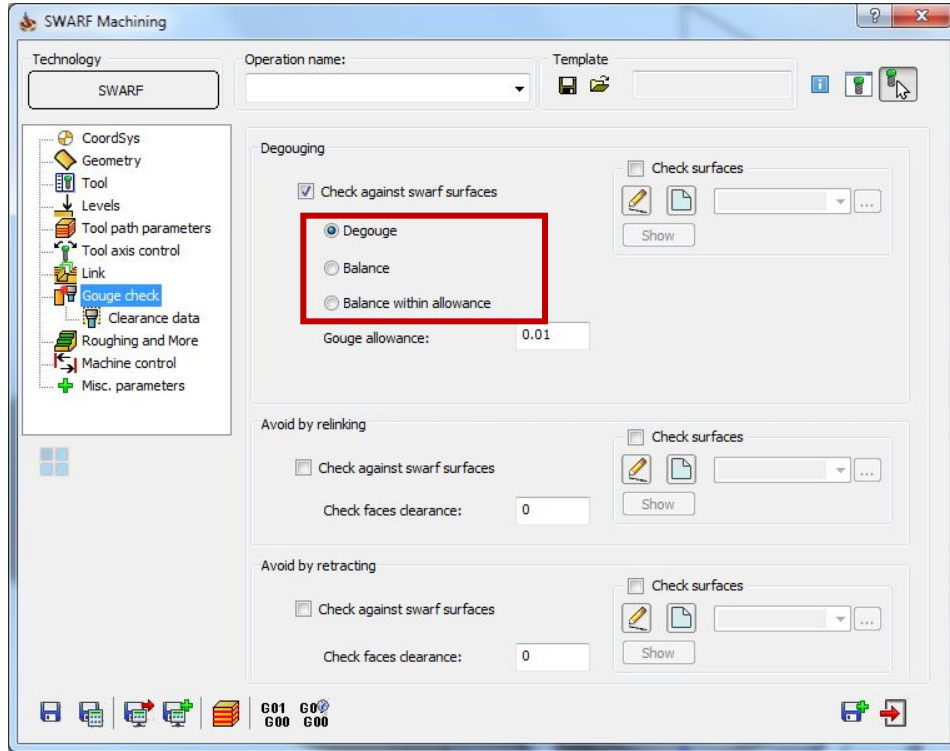 SWARF Machining
Technology
SWARF
Operation name:
Template
CoordSys
Geometry
Tool
Levels
Tool path parameters
Tool axis control
Link
Gouge check
Clearance data
Roughing and More
Machine control
Misc. parameters
Degouging
Check against swarf surfaces
Degouge
Balance
Balance within allowance
Gouge allowance: 0.01
Check surfaces
...
Show
Avoid by relinking
Check against swarf surfaces
Check faces clearance: 0
Check surfaces
...
Show
Avoid by retracting
Check against swarf surfaces
Check faces clearance: 0
Check surfaces
...
Show
G01 G00
G00 G00